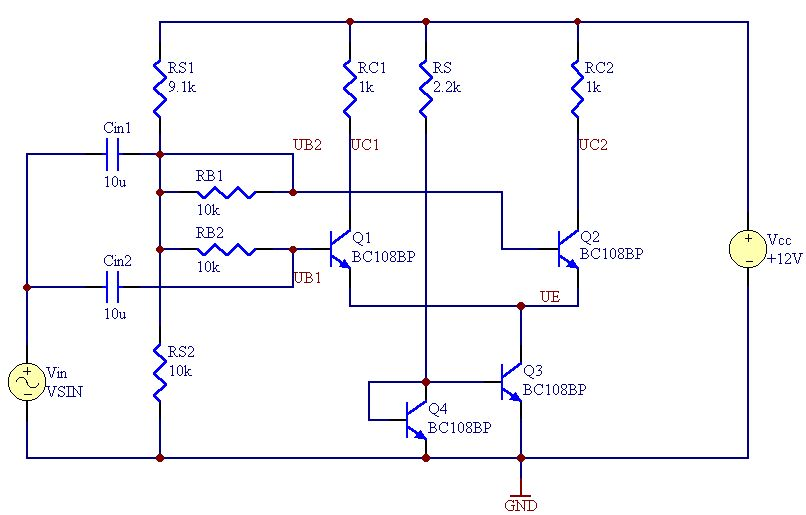 RS1
9.1k
RC1
1k
RS
2.2k
RC2
1k
Cin1
10u
UB2
UC1
UC2
RB1
10k
RB2
10k
Q1
BC108BP
Q2
BC108BP
Vcc
+12V
Cin2
10u
UB1
UE
RS2
10k
Vin
VSIN
Q3
BC108BP
Q4
BC108BP
GND